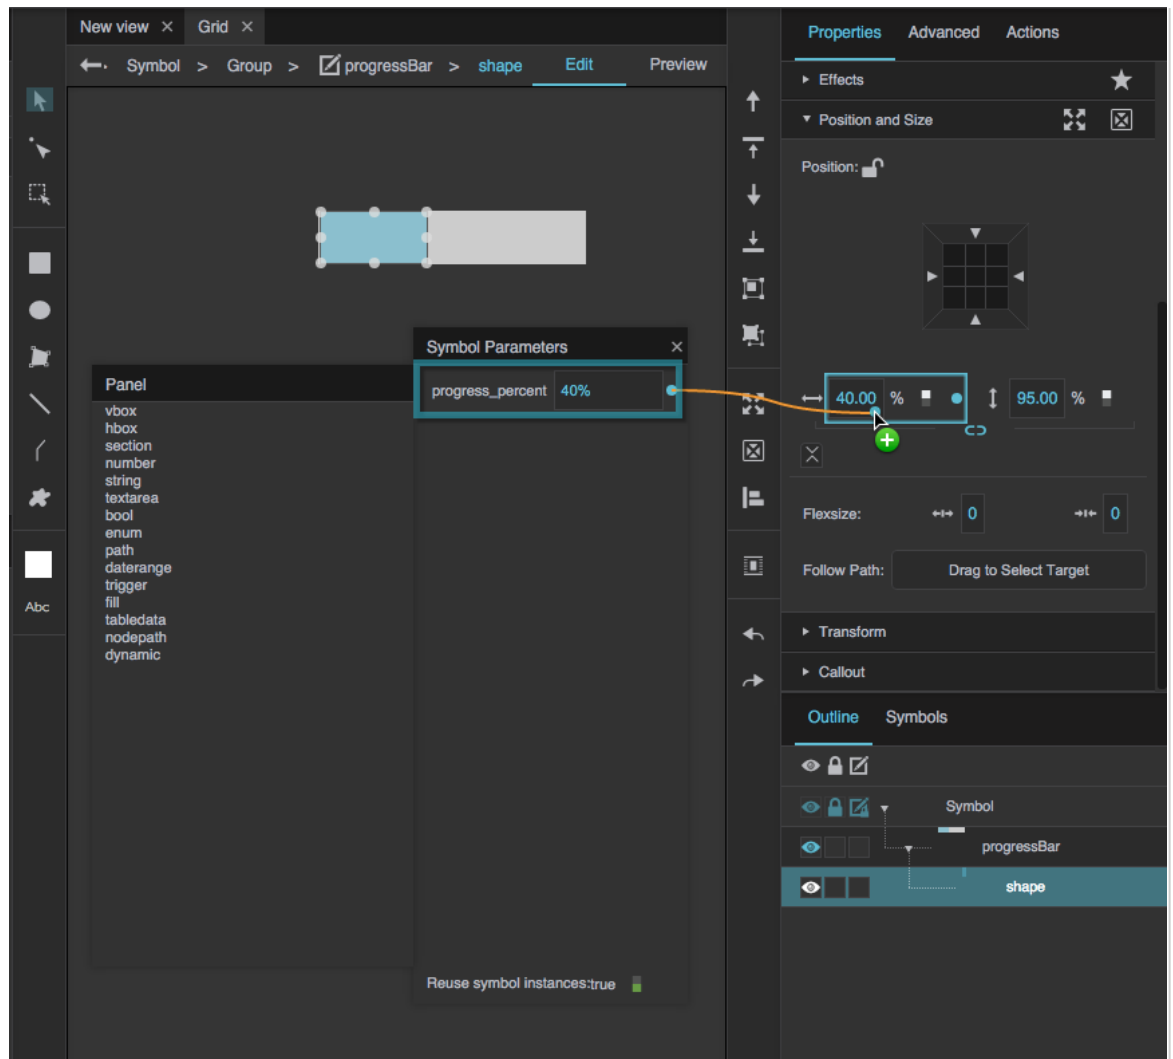 New view × Grid ×
Symbol > Group > progressBar > shape Edit Preview
Symbol Parameters ×
progress_percent 40%
Panel
vbox
hbox
section
number
string
textarea
bool
enum
path
daterange
trigger
fill
tabledata
nodepath
dynamic
Reuse symbol instances:true
Abc
Properties Advanced Actions
Effects
Position and Size
Position:
40.00 % 95.00 %
Flexsize: 0 0
Follow Path: Drag to Select Target
Transform
Callout
Outline Symbols
Symbol
progressBar
shape